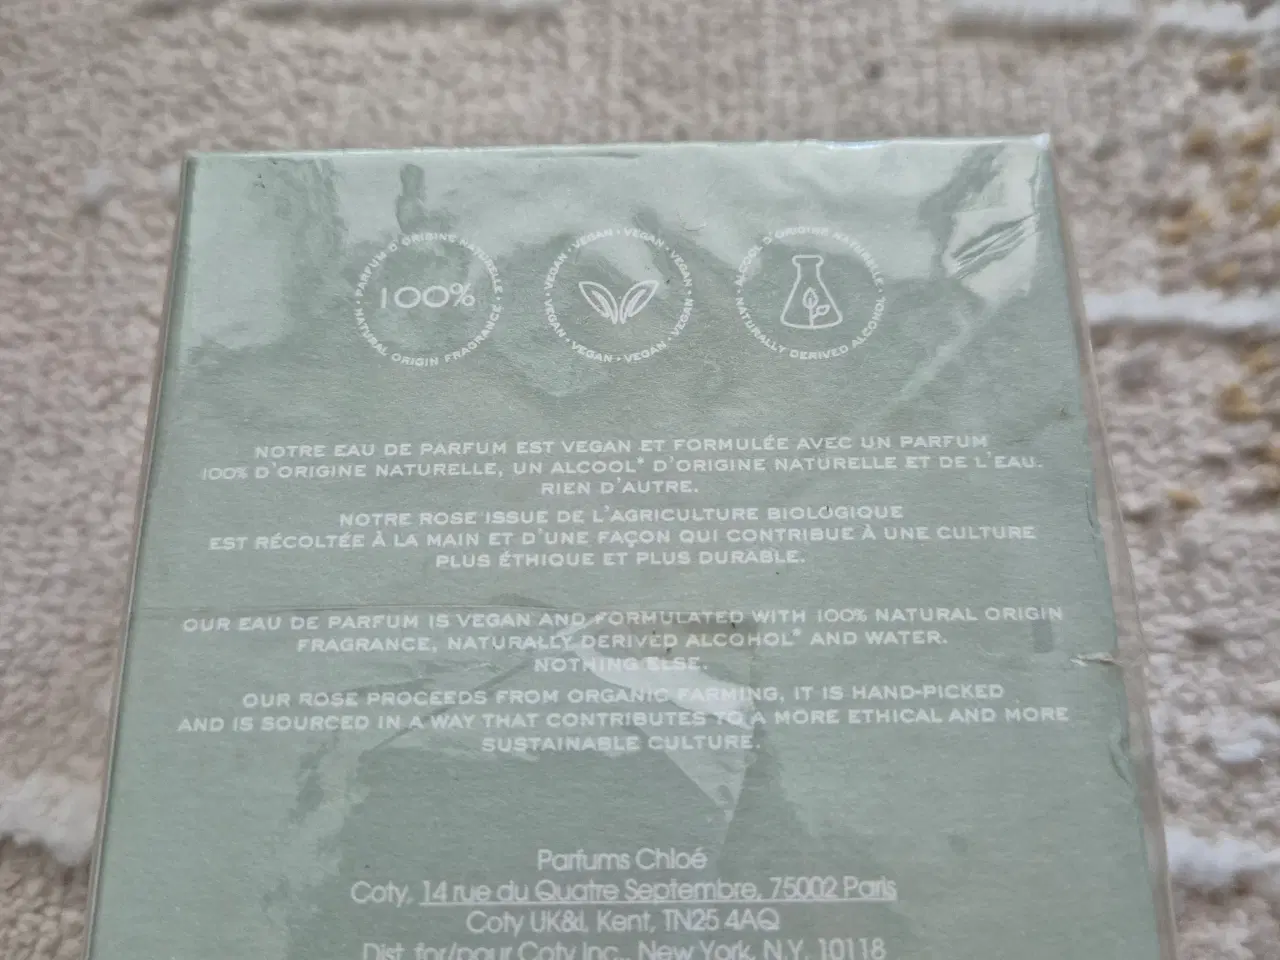 · PARFUM D'ORIGINE NATURELLE · NATURAL ORIGIN FRAGRANCE
100%
· VEGAN · VEGAN · VEGAN · VEGAN · VEGAN · VEGAN · VEGAN · VEGAN
· ALCOOL D'ORIGINE NATURELLE · NATURALLY DERIVED ALCOHOL
NOTRE EAU DE PARFUM EST VEGAN ET FORMULÉE AVEC UN PARFUM
100% D'ORIGINE NATURELLE, UN ALCOOL* D'ORIGINE NATURELLE ET DE L'EAU.
RIEN D'AUTRE.
NOTRE ROSE ISSUE DE L'AGRICULTURE BIOLOGIQUE
EST RÉCOLTÉE À LA MAIN ET D'UNE FAÇON QUI CONTRIBUE À UNE CULTURE
PLUS ÉTHIQUE ET PLUS DURABLE.
OUR EAU DE PARFUM IS VEGAN AND FORMULATED WITH 100% NATURAL ORIGIN
FRAGRANCE, NATURALLY DERIVED ALCOHOL* AND WATER.
NOTHING ELSE.
OUR ROSE PROCEEDS FROM ORGANIC FARMING, IT IS HAND-PICKED
AND IS SOURCED IN A WAY THAT CONTRIBUTES TO A MORE ETHICAL AND MORE
SUSTAINABLE CULTURE.
Parfums Chloé
Coty, 14 rue du Quatre Septembre, 75002 Paris
Coty UK&I, Kent, TN25 4AQ
Dist. for/pour Coty Inc., New York, N.Y. 10118